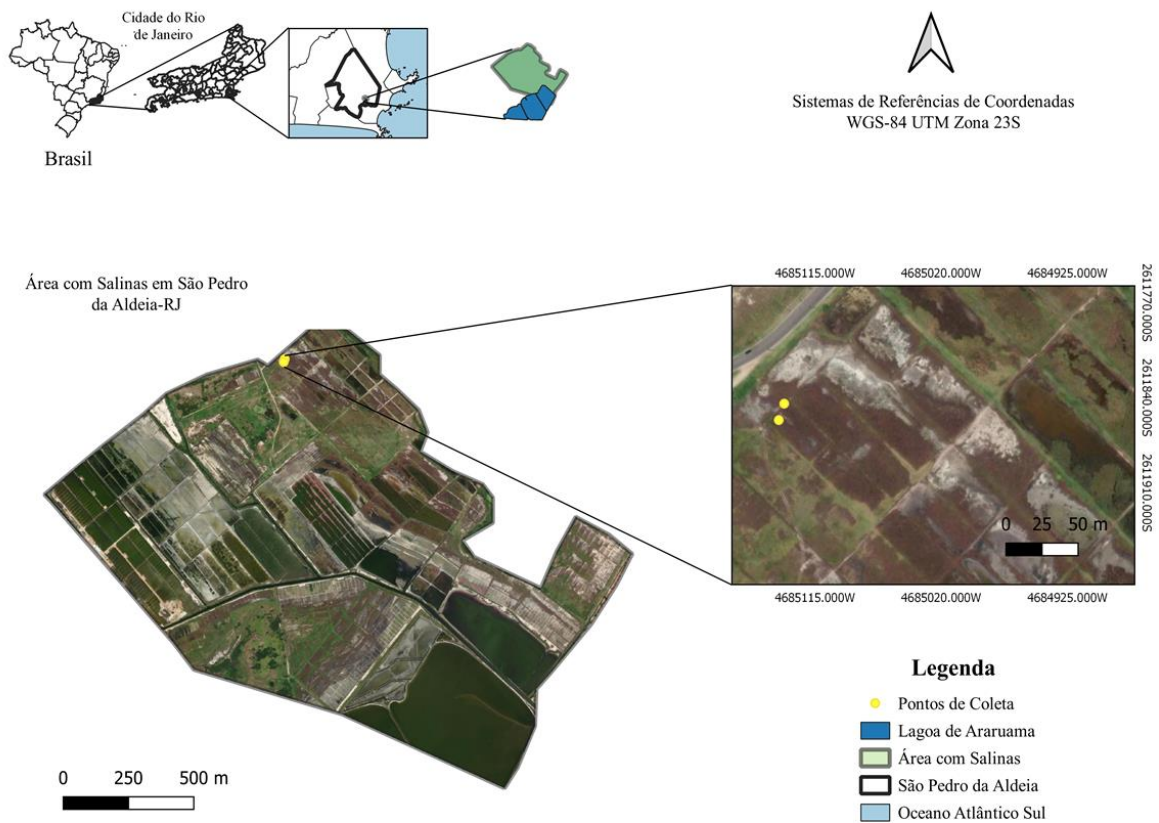 Cidade do Rio
de Janeiro
Brasil
Sistemas de Referências de Coordenadas
WGS-84 UTM Zona 23S
Área com Salinas em São Pedro
da Aldeia-RJ
4685115.000W 4685020.000W 4684925.000W
2611770.000S
2611840.000S
2611910.000S
0 25 50 m
4685115.000W 4685020.000W 4684925.000W
0 250 500 m
Legenda
Pontos de Coleta
Lagoa de Araruama
Área com Salinas
São Pedro da Aldeia
Oceano Atlântico Sul